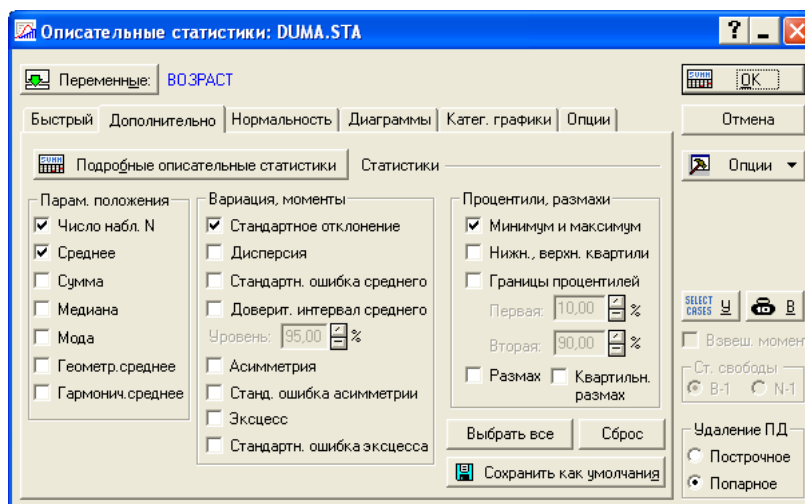 Описательные статистики: DUMA.STA
Переменные: ВОЗРАСТ
OK
Быстрый Дополнительно Нормальность Диаграммы Катег. графики Опции
Отмена
SUMM Подробные описательные статистики Статистики
Опции
Парам. положения
Число набл. N
Среднее
Сумма
Медиана
Мода
Геометр.среднее
Гармонич.среднее
Вариация, моменты
Стандартное отклонение
Дисперсия
Стандартн. ошибка среднего
Доверит. интервал среднего
Уровень: 95,00 %
Асимметрия
Станд. ошибка асимметрии
Эксцесс
Стандартн. ошибка эксцесса
Процентили, размахи
Минимум и максимум
Нижн., верхн. квартили
Границы процентилей
Первая: 10,00 %
Вторая: 90,00 %
Размах Квартильн.
размах
Выбрать все Сброс
Сохранить как умолчания
SELECT CASES У В
Взвеш. момен
Ст. свободы
В-1 N-1
Удаление ПД
Построчное
Попарное